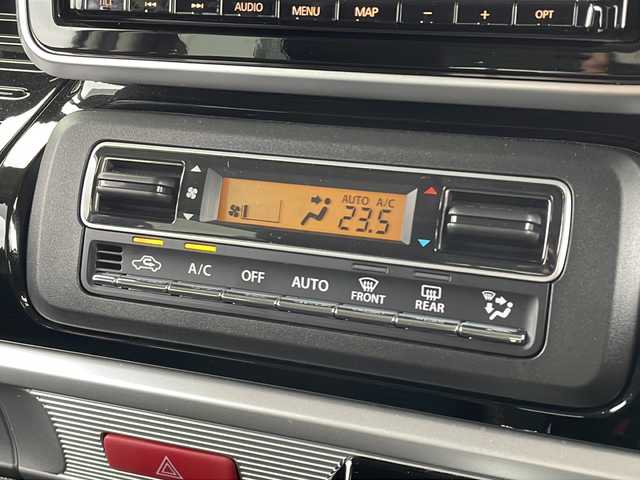 AUDIO MENU MAP − + OPT
AUTO A/C
23.5
A/C OFF AUTO FRONT REAR